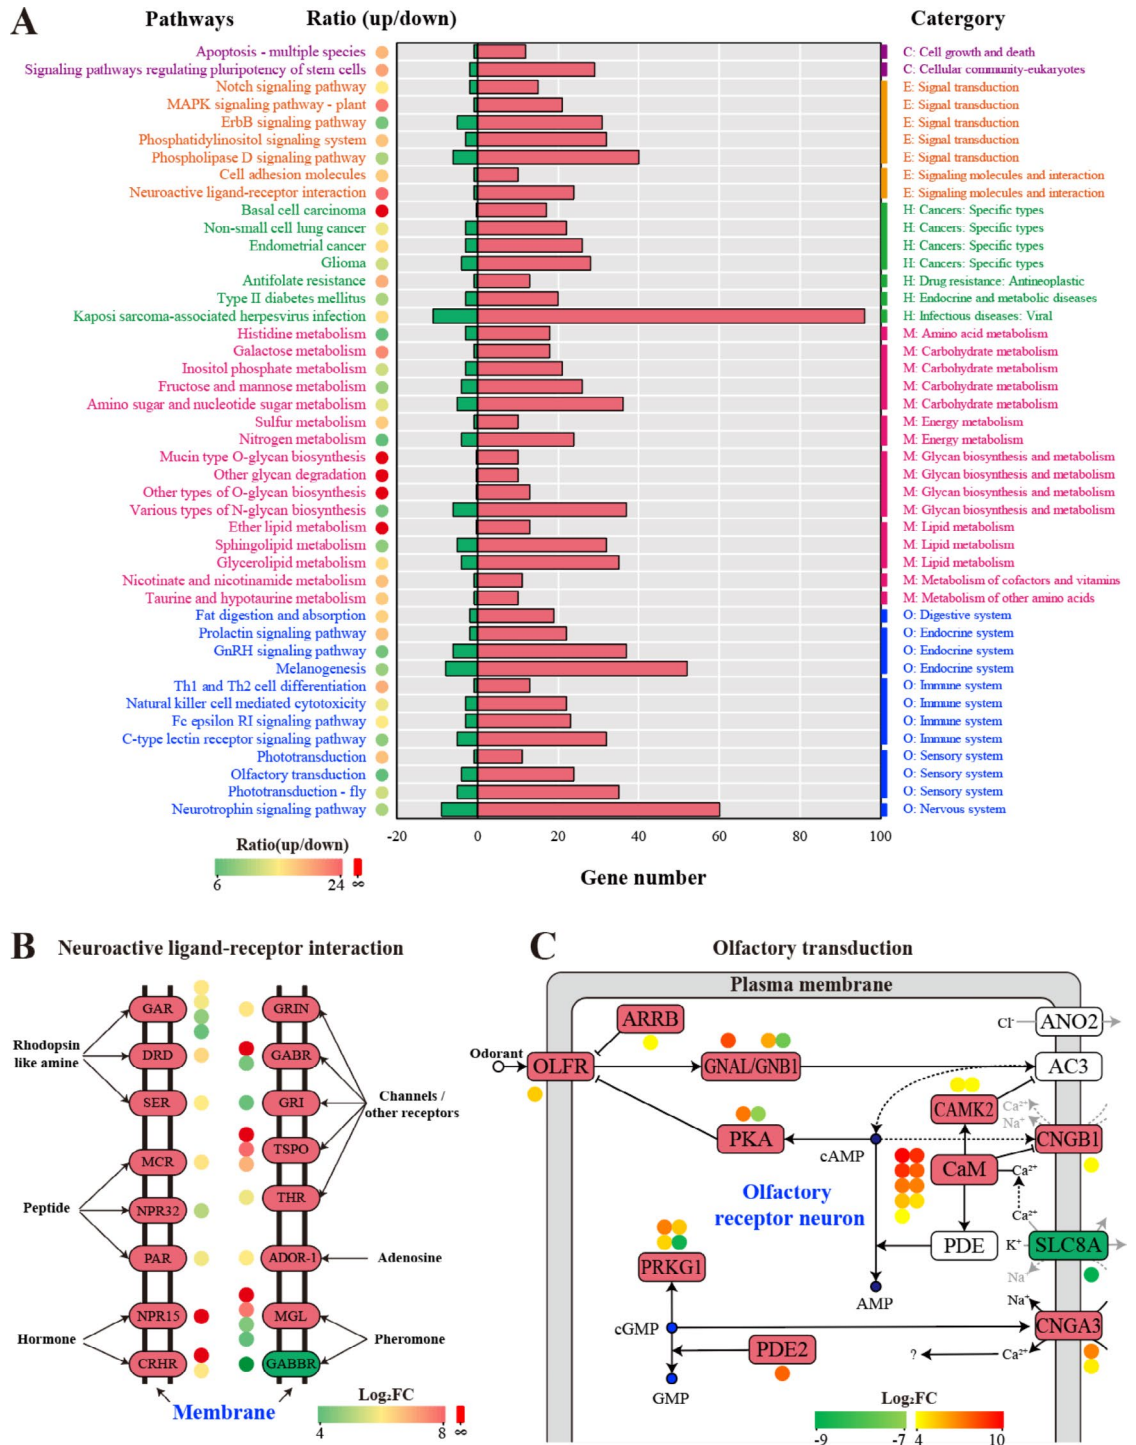 A
Pathways
Ratio (up/down)
Catergory
Apoptosis - multiple species
C: Cell growth and death
Signaling pathways regulating pluripotency of stem cells
C: Cellular community-eukaryotes
Notch signaling pathway
E: Signal transduction
MAPK signaling pathway - plant
E: Signal transduction
ErbB signaling pathway
E: Signal transduction
Phosphatidylinositol signaling system
E: Signal transduction
Phospholipase D signaling pathway
E: Signal transduction
Cell adhesion molecules
E: Signaling molecules and interaction
Neuroactive ligand-receptor interaction
E: Signaling molecules and interaction
Basal cell carcinoma
H: Cancers: Specific types
Non-small cell lung cancer
H: Cancers: Specific types
Endometrial cancer
H: Cancers: Specific types
Glioma
H: Cancers: Specific types
Antifolate resistance
H: Drug resistance: Antineoplastic
Type II diabetes mellitus
H: Endocrine and metabolic diseases
Kaposi sarcoma-associated herpesvirus infection
H: Infectious diseases: Viral
Histidine metabolism
M: Amino acid metabolism
Galactose metabolism
M: Carbohydrate metabolism
Inositol phosphate metabolism
M: Carbohydrate metabolism
Fructose and mannose metabolism
M: Carbohydrate metabolism
Amino sugar and nucleotide sugar metabolism
M: Carbohydrate metabolism
Sulfur metabolism
M: Energy metabolism
Nitrogen metabolism
M: Energy metabolism
Mucin type O-glycan biosynthesis
M: Glycan biosynthesis and metabolism
Other glycan degradation
M: Glycan biosynthesis and metabolism
Other types of O-glycan biosynthesis
M: Glycan biosynthesis and metabolism
Various types of N-glycan biosynthesis
M: Glycan biosynthesis and metabolism
Ether lipid metabolism
M: Lipid metabolism
Sphingolipid metabolism
M: Lipid metabolism
Glycerolipid metabolism
M: Lipid metabolism
Nicotinate and nicotinamide metabolism
M: Metabolism of cofactors and vitamins
Taurine and hypotaurine metabolism
M: Metabolism of other amino acids
Fat digestion and absorption
O: Digestive system
Prolactin signaling pathway
O: Endocrine system
GnRH signaling pathway
O: Endocrine system
Melanogenesis
O: Endocrine system
Th1 and Th2 cell differentiation
O: Immune system
Natural killer cell mediated cytotoxicity
O: Immune system
Fc epsilon RI signaling pathway
O: Immune system
C-type lectin receptor signaling pathway
O: Immune system
Phototransduction
O: Sensory system
Olfactory transduction
O: Sensory system
Phototransduction - fly
O: Sensory system
Neurotrophin signaling pathway
O: Nervous system
-20 0 20 40 60 80 100
Gene number
Ratio(up/down)
6 24 ∞
B
Neuroactive ligand-receptor interaction
GAR
GRIN
Rhodopsin
like amine
DRD
GABR
SER
GRI
Channels /
other receptors
MCR
TSPO
Peptide
NPR32
THR
PAR
ADOR-1
Adenosine
NPR15
MGL
Hormone
Pheromone
CRHR
GABBR
Membrane
Log₂FC
4 8 ∞
C
Olfactory transduction
Plasma membrane
ARRB
Cl⁻
ANO2
Odorant
OLFR
GNAL/GNB1
AC3
CAMK2
Ca²⁺
Na⁺
PKA
cAMP
CNGB1
CaM
Ca²⁺
Olfactory
receptor neuron
Ca²⁺
PDE
K⁺
SLC8A
Na⁺
PRKG1
AMP
Na⁺
cGMP
CNGA3
PDE2
?
Ca²⁺
GMP
Log₂FC
-9 -7 4 10